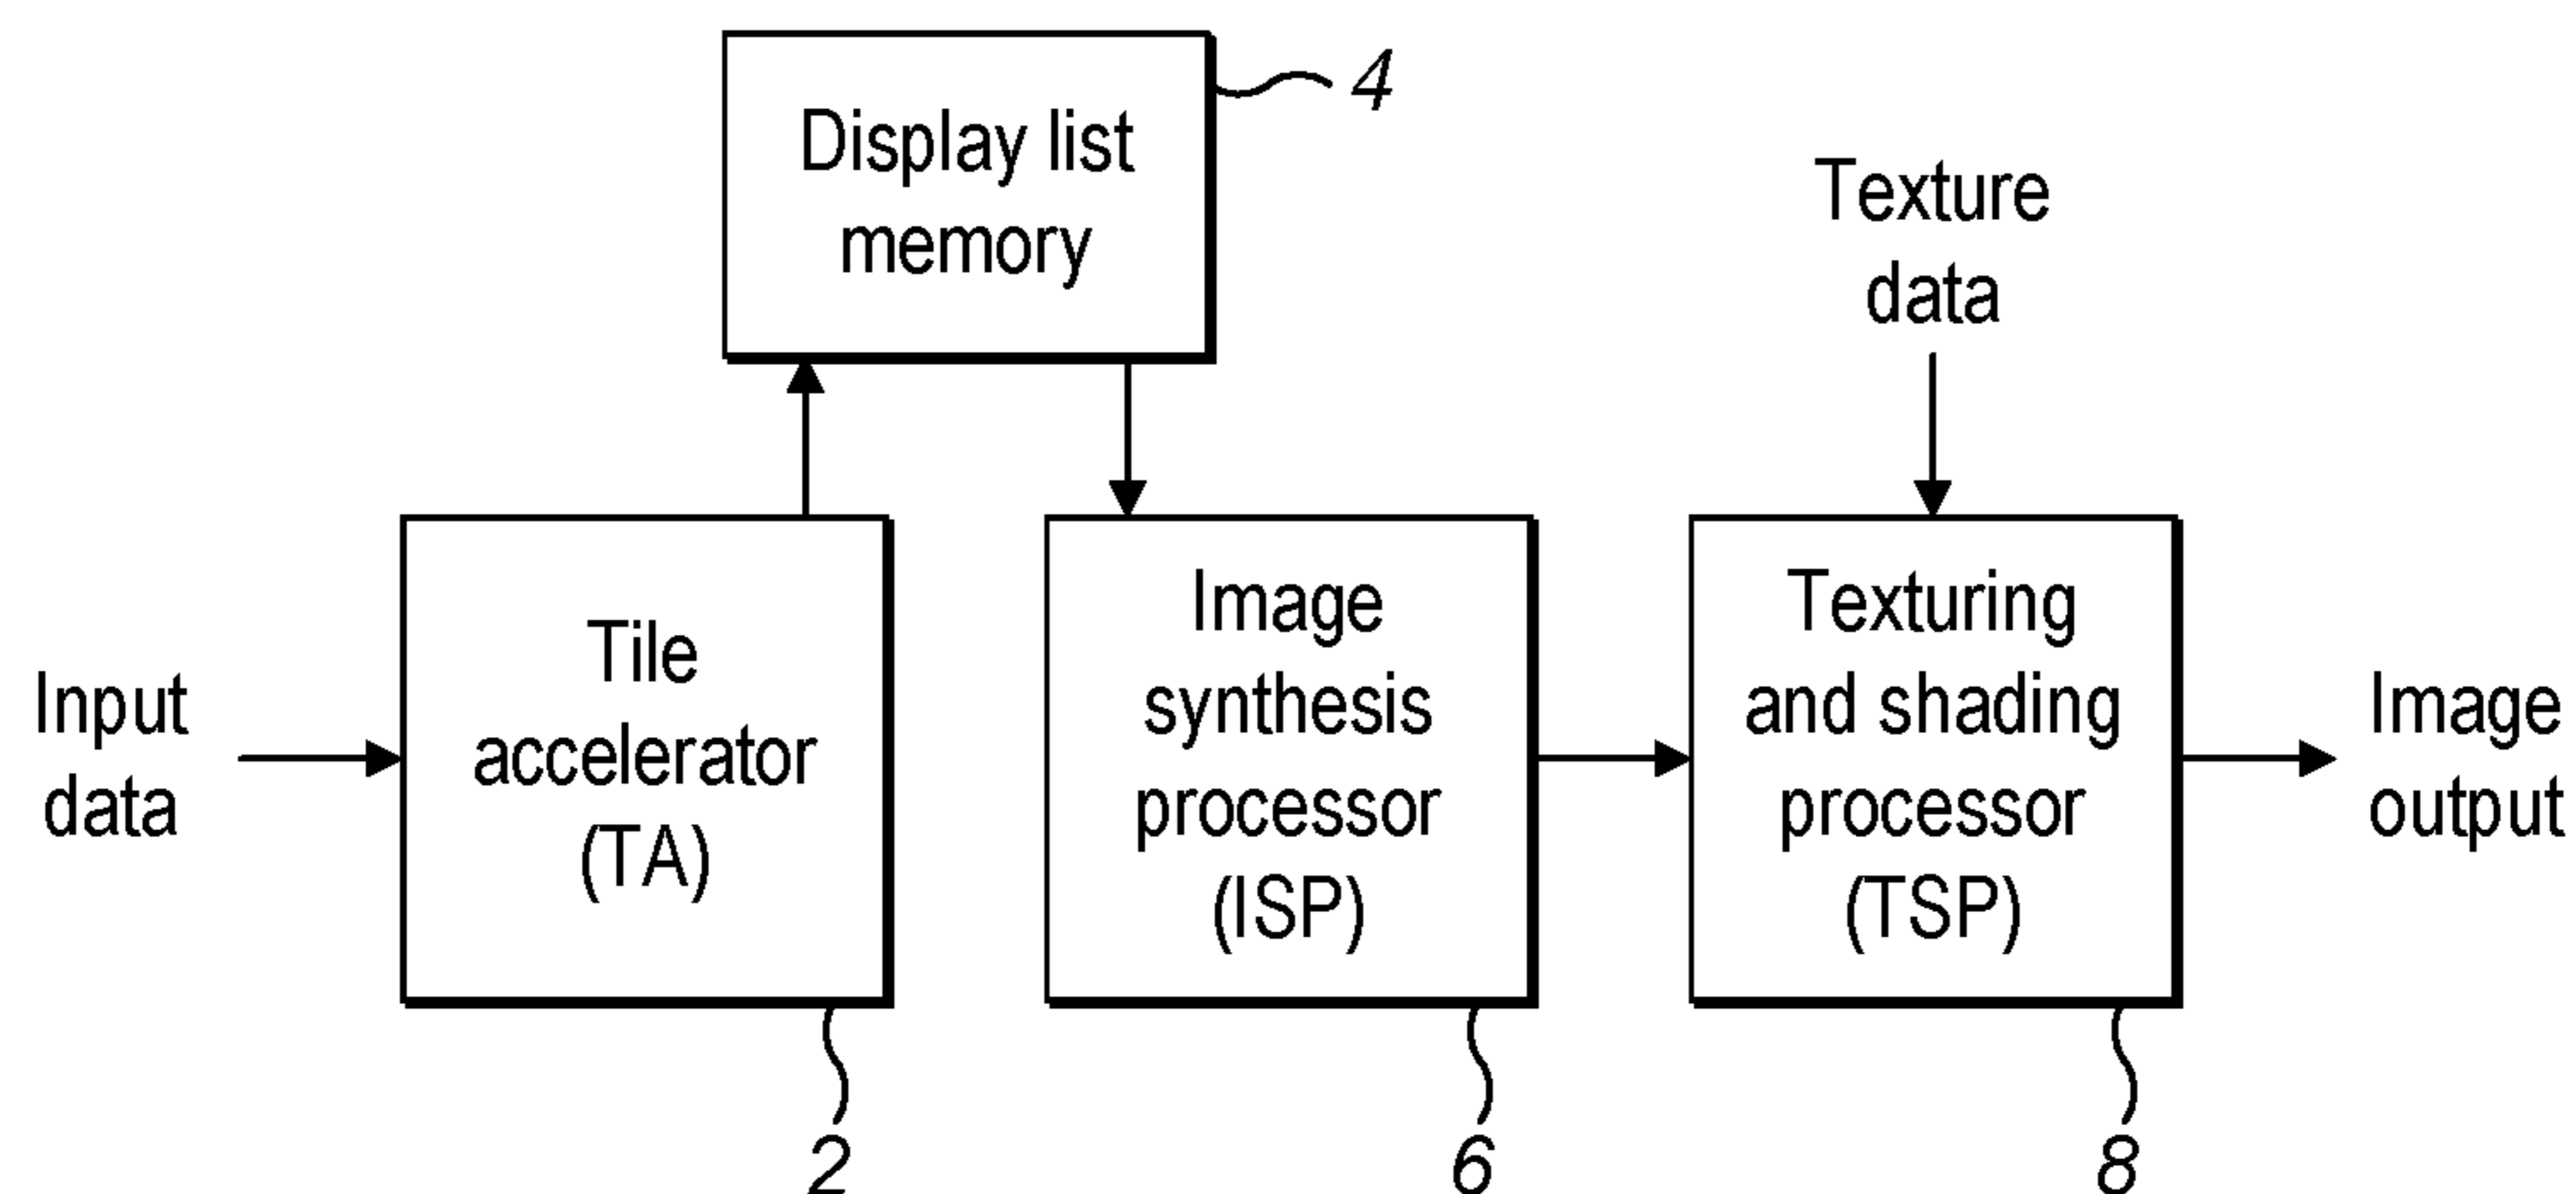 Display list
memory
4
Texture
data
Input
data
Tile
accelerator
(TA)
2
Image
synthesis
processor
(ISP)
6
Texturing
and shading
processor
(TSP)
8
Image
output